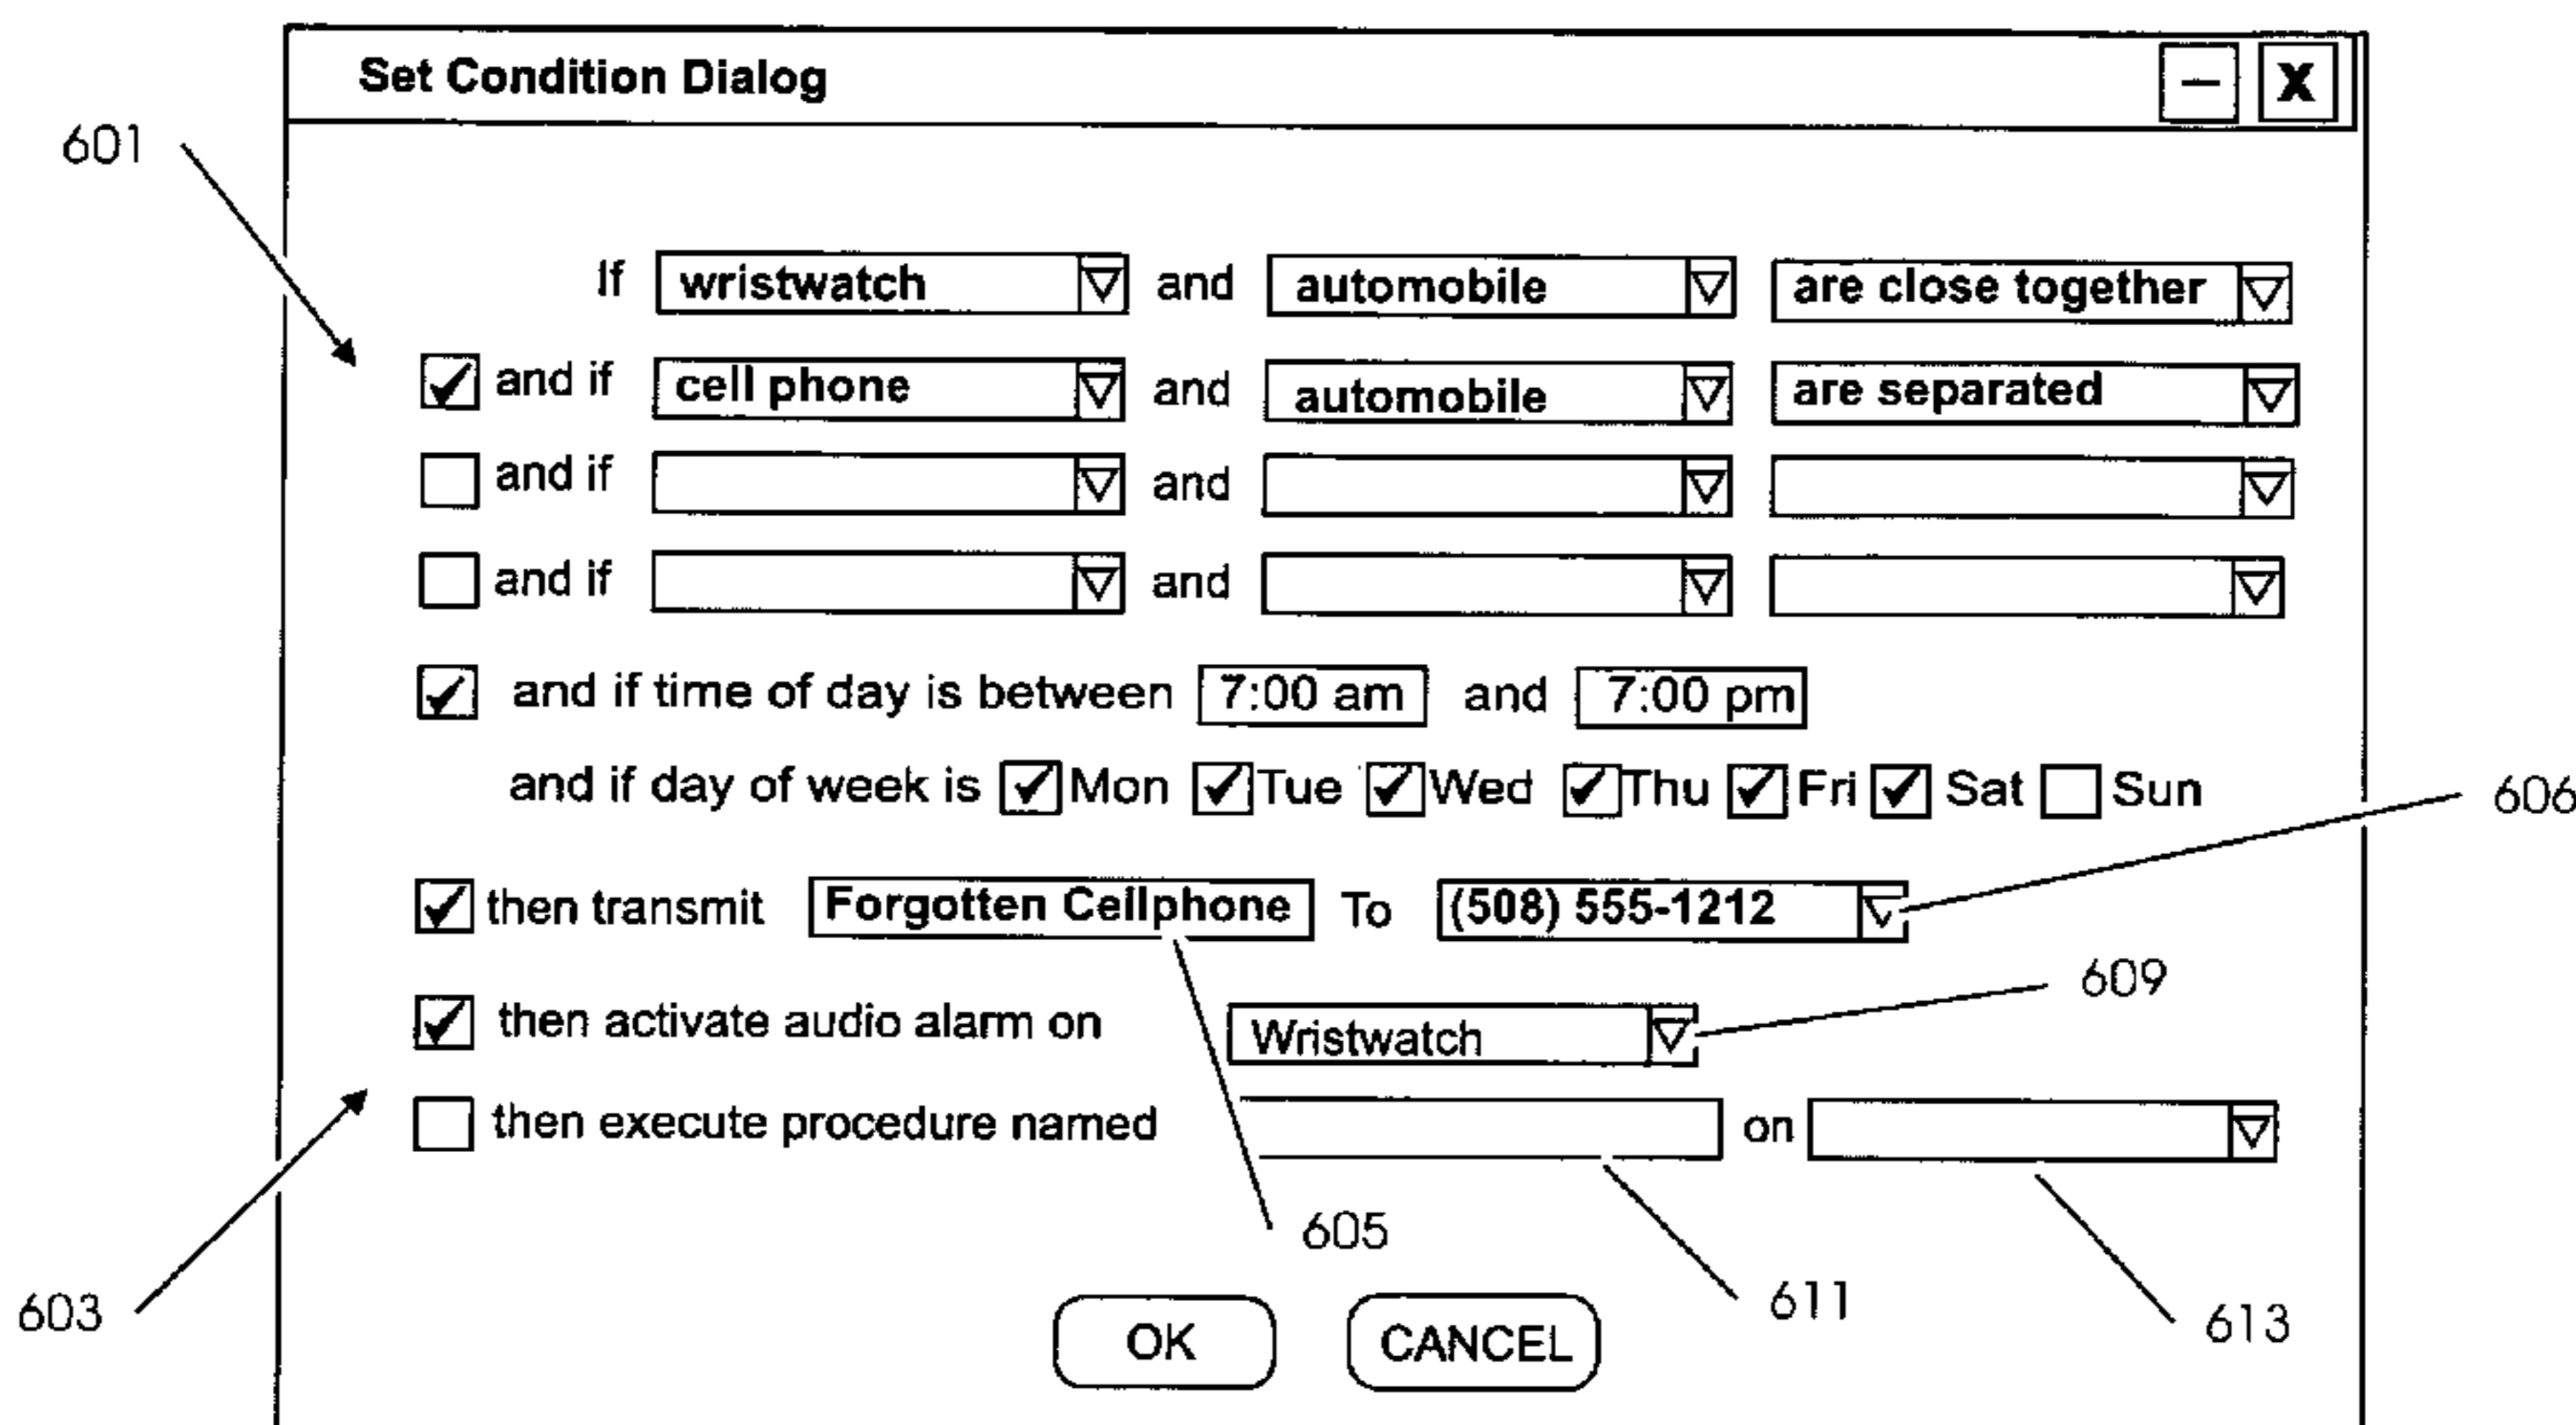 Set Condition Dialog – X
601
If wristwatch and automobile are close together
and if cell phone and automobile are separated
and if and
and if and
and if time of day is between 7:00 am and 7:00 pm
and if day of week is Mon Tue Wed Thu Fri Sat Sun
606
then transmit Forgotten Cellphone To (508) 555-1212
609
then activate audio alarm on Wristwatch
then execute procedure named on
605
603
611
613
OK CANCEL